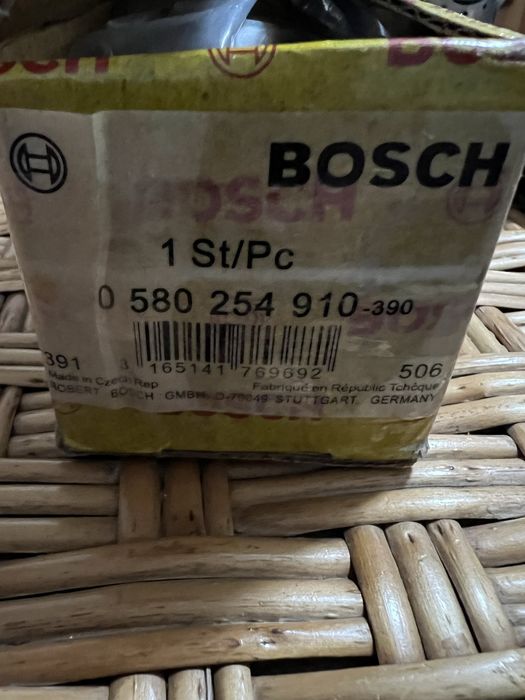 BOSCH
1 St/Pc
0 580 254 910-390
391 3 165141 769692 506
Made in Czech Rep Fabriqué en République Tchèque
ROBERT BOSCH GMBH, D-70049 STUTTGART, GERMANY